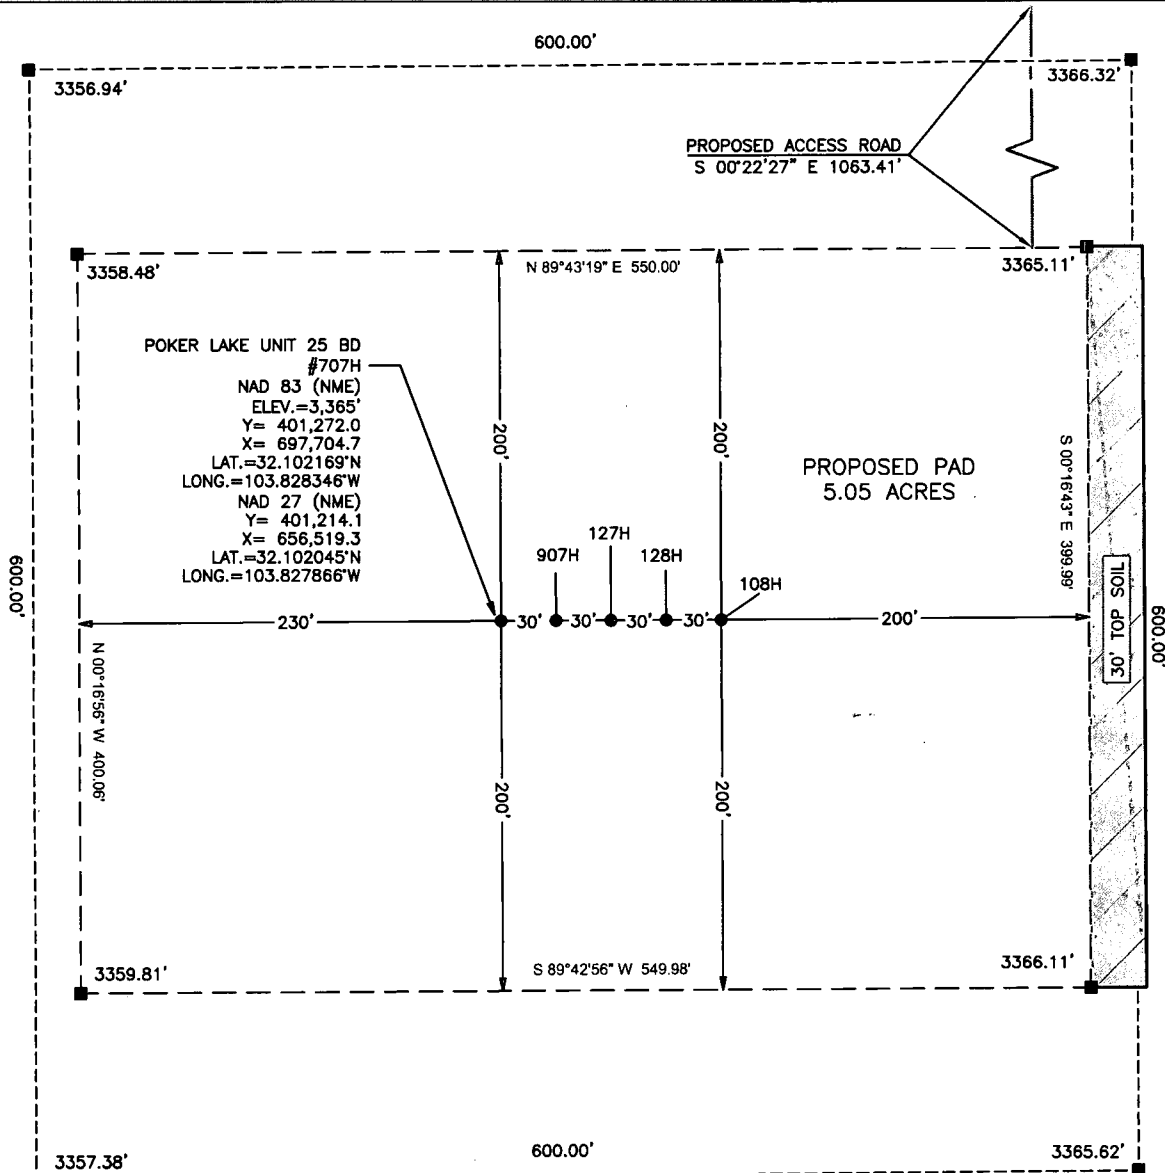 600.00'
3356.94'
3366.32'
PROPOSED ACCESS ROAD
S 00°22'27" E 1063.41'
3358.48'
N 89°43'19" E 550.00'
3365.11'
POKER LAKE UNIT 25 BD
#707H
NAD 83 (NME)
ELEV.=3,365'
Y= 401,272.0
X= 697,704.7
LAT.=32.102169°N
LONG.=103.828346°W
NAD 27 (NME)
Y= 401,214.1
X= 656,519.3
LAT.=32.102045°N
LONG.=103.827866°W
200'
200'
PROPOSED PAD
5.05 ACRES
S 00°16'43" E 399.99'
907H
127H
128H
108H
600.00'
230'
30'
30'
30'
30'
200'
30' TOP SOIL
600.00'
N 00°16'56" W 400.06'
200'
200'
3359.81'
S 89°42'56" W 549.98'
3366.11'
3357.38'
600.00'
3365.62'